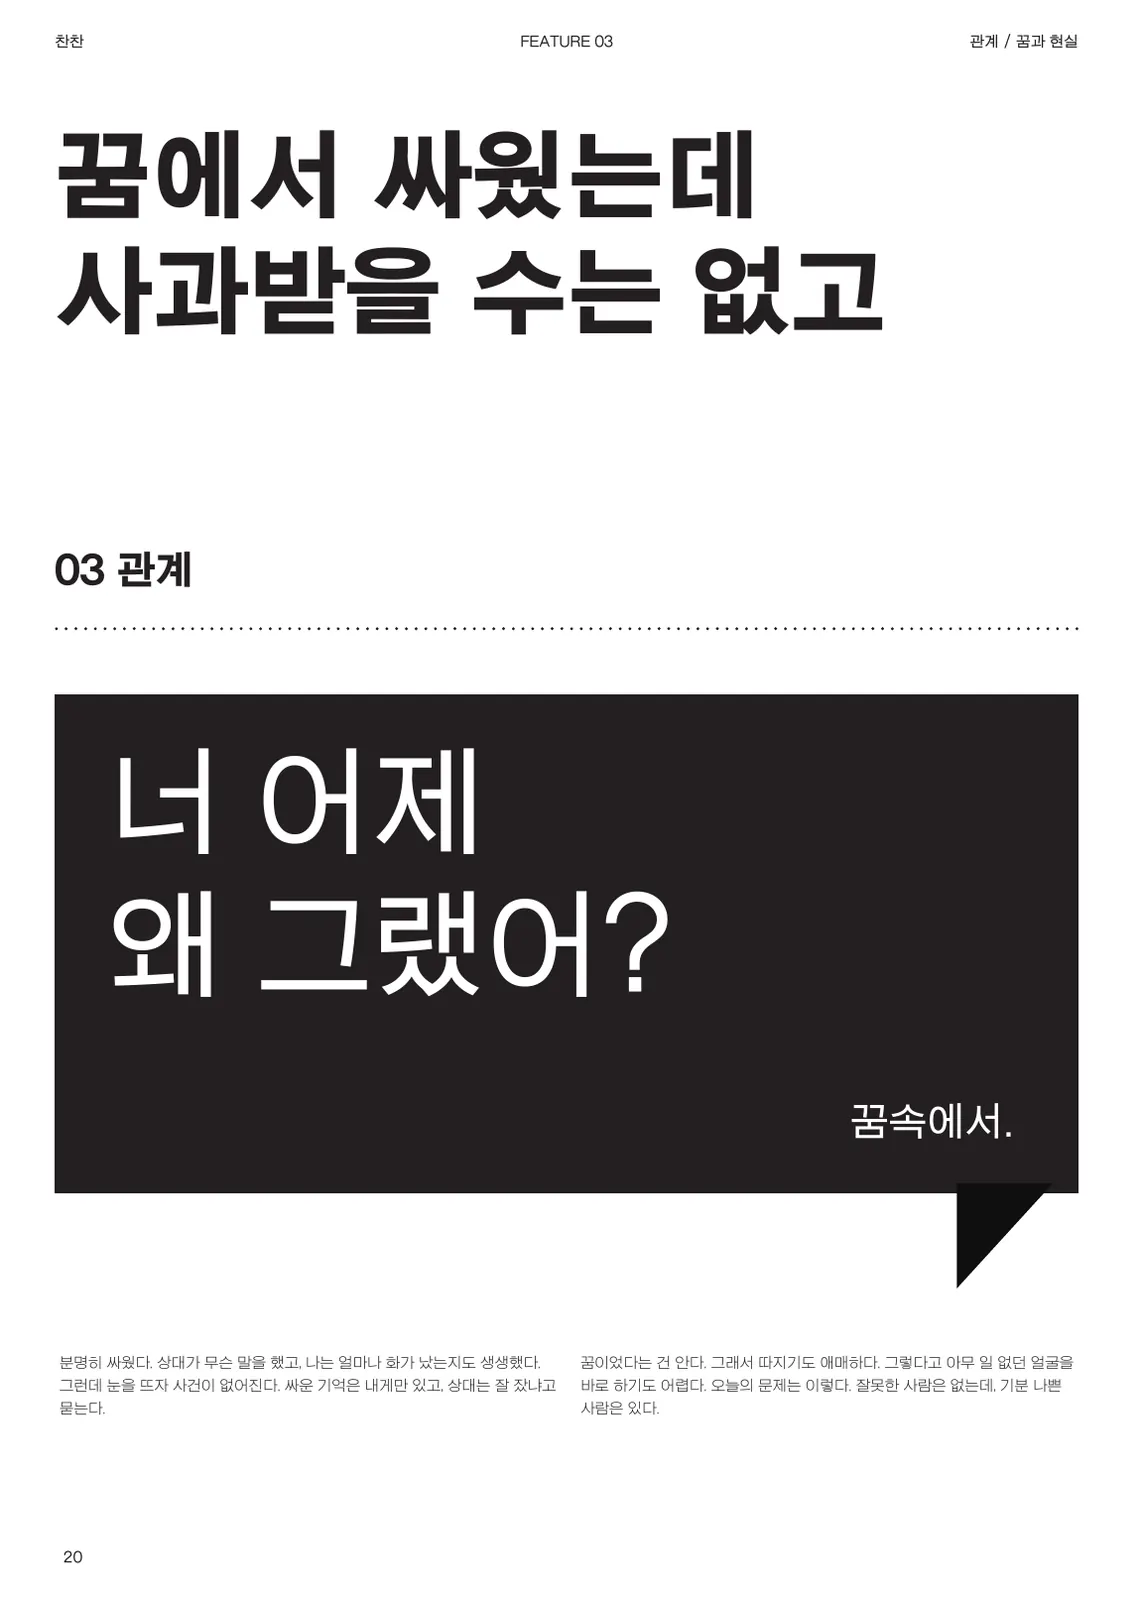 찬찬
FEATURE 03
관계 / 꿈과 현실
꿈에서 싸웠는데
사과받을 수는 없고
03 관계
너 어제
왜 그랬어?
꿈속에서.
분명히 싸웠다. 상대가 무슨 말을 했고, 나는 얼마나 화가 났는지도 생생했다.
그런데 눈을 뜨자 사건이 없어진다. 싸운 기억은 내게만 있고, 상대는 잘 잤냐고
묻는다.
꿈이었다는 건 안다. 그래서 따지기도 애매하다. 그렇다고 아무 일 없던 얼굴을
바로 하기도 어렵다. 오늘의 문제는 이렇다. 잘못한 사람은 없는데, 기분 나쁜
사람은 있다.
20